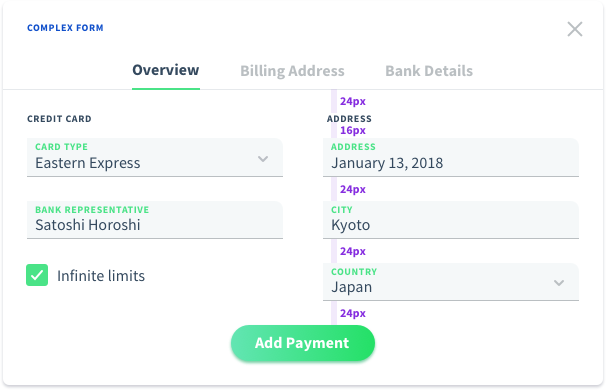 COMPLEX FORM
Overview
Billing Address
Bank Details
24px
CREDIT CARD
ADDRESS
16px
CARD TYPE
Eastern Express
ADDRESS
January 13, 2018
24px
BANK REPRESENTATIVE
Satoshi Horoshi
CITY
Kyoto
24px
Infinite limits
COUNTRY
Japan
24px
Add Payment